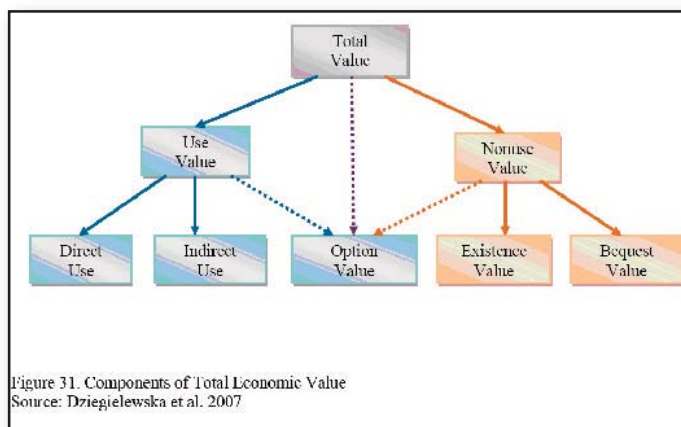 Total
Value
Use
Value
Nonuse
Value
Direct
Use
Indirect
Use
Option
Value
Existence
Value
Bequest
Value
Figure 31. Components of Total Economic Value
Source: Dziegielewska et al. 2007